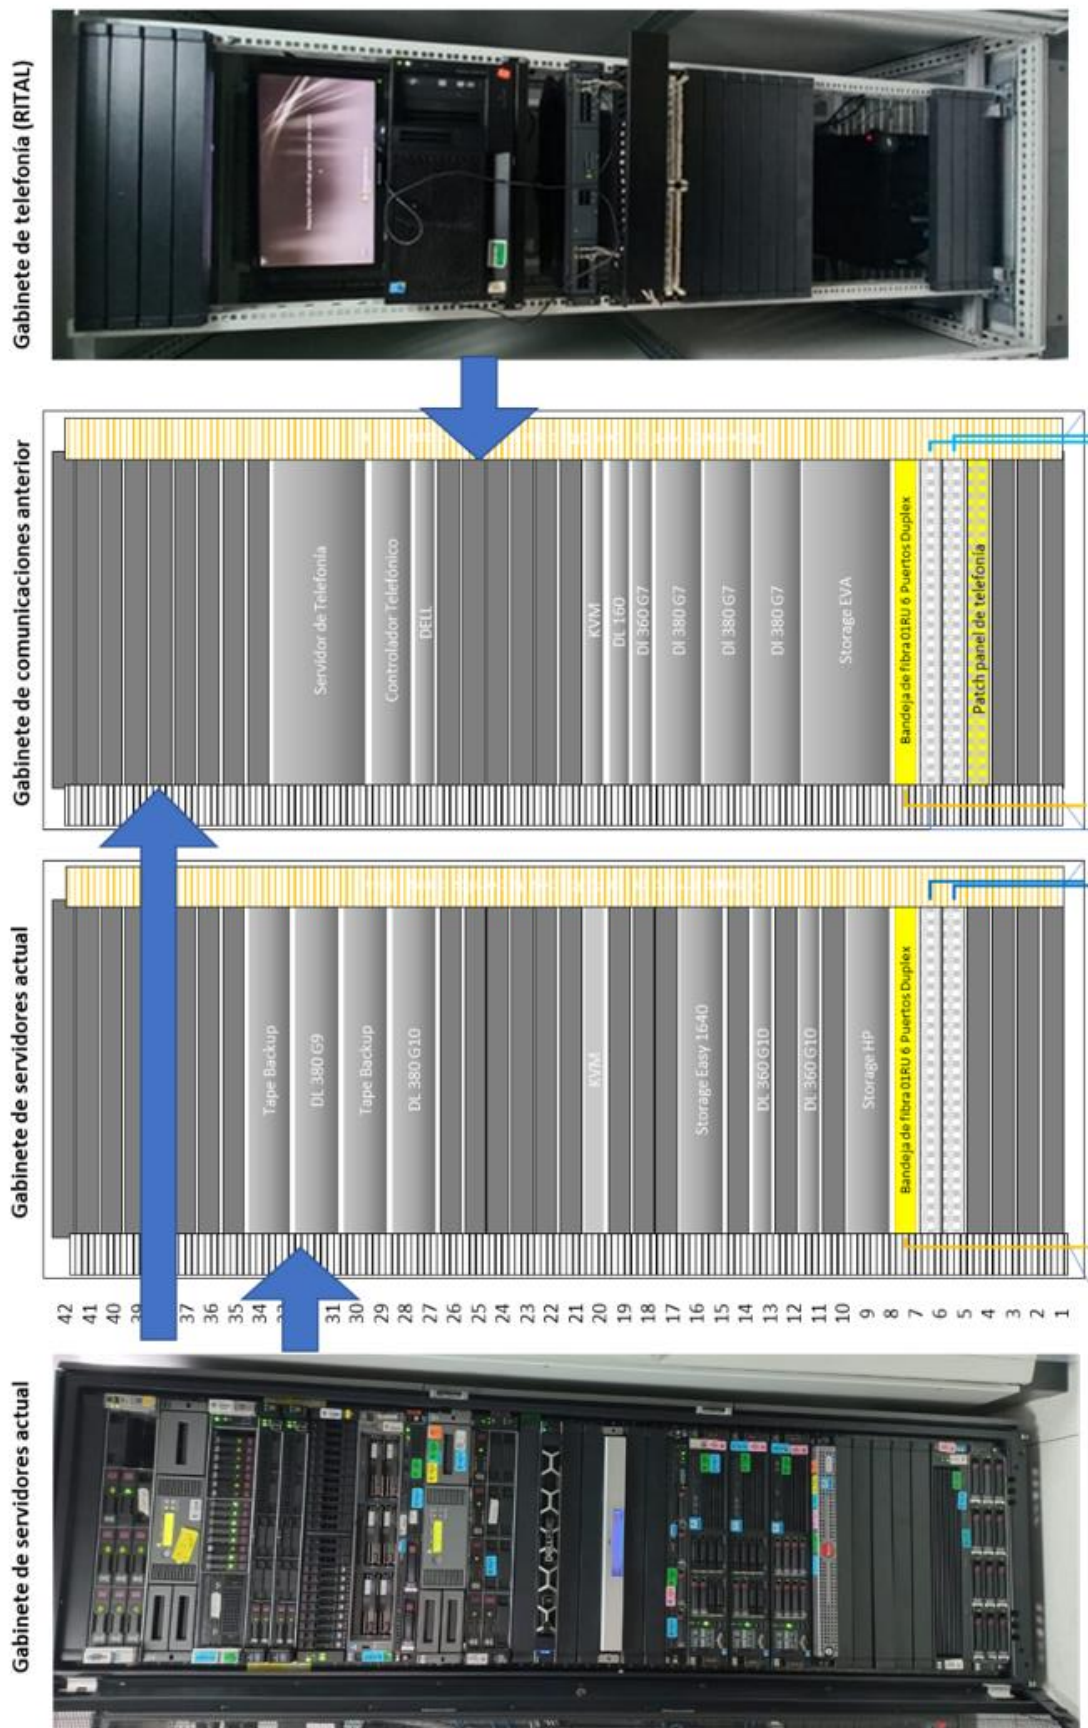 Gabinete de servidores actual
42
41
40
37
36
35
34
31
30
29
28
27
26
25
24
23
22
21
20
19
18
17
16
15
14
13
12
11
10
9
8
7
6
5
4
3
2
1
Gabinete de servidores actual
Tape Backup
DL 380 G9
Tape Backup
DL 380 G10
KVM
Storage Easy 1640
DL 360 G10
DL 360 G10
Storage HP
Bandeja de fibra 01RU 6 Puertos Duplex
Gabinete de comunicaciones anterior
Servidor de Telefonía
Controlador Telefónico
DELL
KVM
DL 160
Dl 360 G7
Dl 380 G7
Dl 380 G7
Dl 380 G7
Storage EVA
Bandeja de fibra 01RU 6 Puertos Duplex
Patch panel de telefonía
Gabinete de telefonía (RITAL)